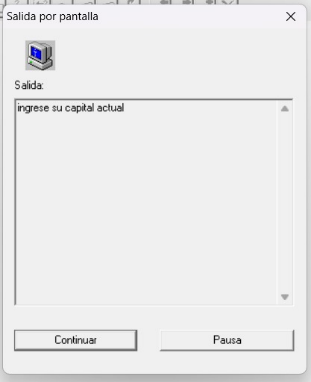 Salida por pantalla
Salida:
ingrese su capital actual
Continuar
Pausa